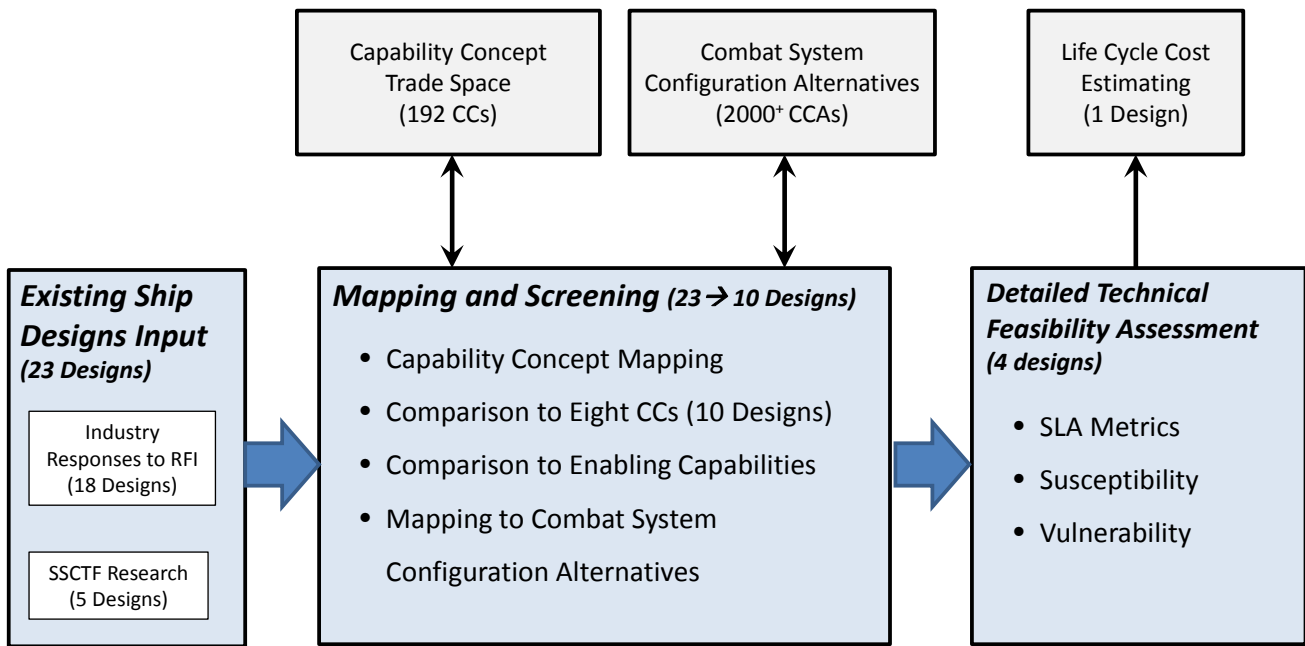 Capability Concept
Trade Space
(192 CCs)
Combat System
Configuration Alternatives
(2000⁺ CCAs)
Life Cycle Cost
Estimating
(1 Design)
Existing Ship
Designs Input
(23 Designs)
Industry
Responses to RFI
(18 Designs)
SSCTF Research
(5 Designs)
Mapping and Screening (23→10 Designs)
• Capability Concept Mapping
• Comparison to Eight CCs (10 Designs)
• Comparison to Enabling Capabilities
• Mapping to Combat System
Configuration Alternatives
Detailed Technical
Feasibility Assessment
(4 designs)
• SLA Metrics
• Susceptibility
• Vulnerability